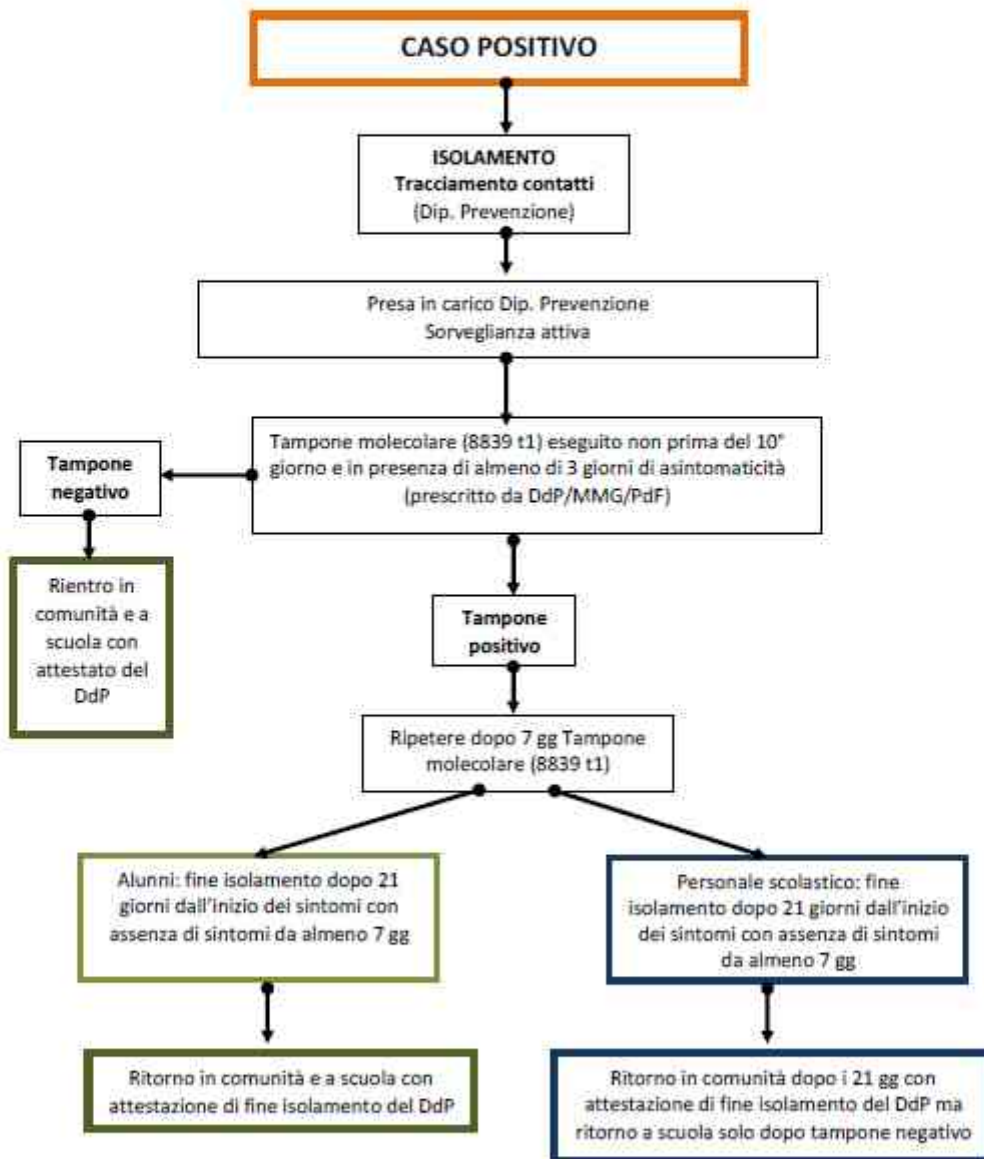 CASO POSITIVO
ISOLAMENTO
Tracciamento contatti
(Dip. Prevenzione)
Presa in carico Dip. Prevenzione
Sorveglianza attiva
Tampone molecolare (8839 t1) eseguito non prima del 10°
giorno e in presenza di almeno di 3 giorni di asintomaticità
(prescritto da DdP/MMG/PdF)
Tampone
negativo
Rientro in
comunità e a
scuola con
attestato del
DdP
Tampone
positivo
Ripetere dopo 7 gg Tampone
molecolare (8839 t1)
Alunni: fine isolamento dopo 21
giorni dall'inizio dei sintomi con
assenza di sintomi da almeno 7 gg
Personale scolastico: fine
isolamento dopo 21 giorni dall'inizio
dei sintomi con assenza di sintomi
da almeno 7 gg
Ritorno in comunità e a scuola con
attestazione di fine isolamento del DdP
Ritorno in comunità dopo i 21 gg con
attestazione di fine isolamento del DdP ma
ritorno a scuola solo dopo tampone negativo